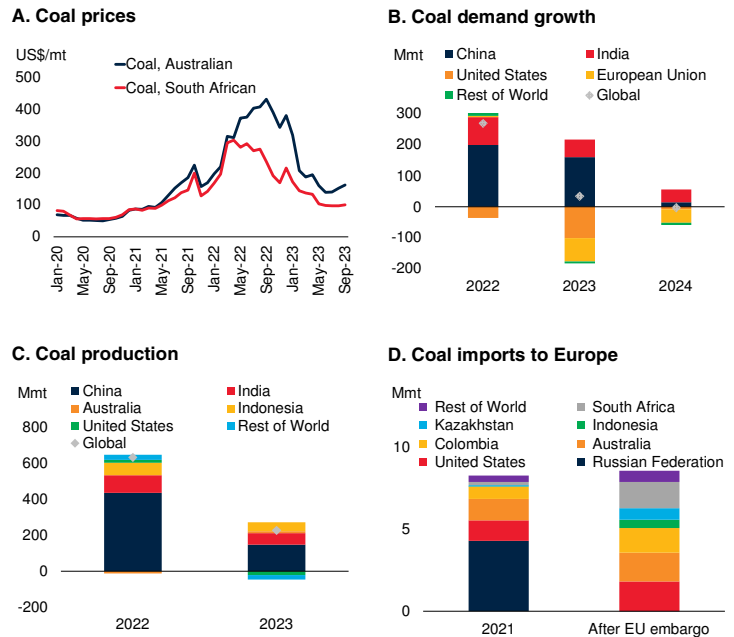 A. Coal prices
US$/mt
Coal, Australian
Coal, South African
500
400
300
200
100
0
Jan-20
May-20
Sep-20
Jan-21
May-21
Sep-21
Jan-22
May-22
Sep-22
Jan-23
May-23
Sep-23
B. Coal demand growth
Mmt
China
India
United States
European Union
Rest of World
Global
300
200
100
0
-100
-200
2022
2023
2024
C. Coal production
Mmt
China
India
Australia
Indonesia
United States
Rest of World
Global
800
600
400
200
0
-200
2022
2023
D. Coal imports to Europe
Mmt
Rest of World
South Africa
Kazakhstan
Indonesia
Colombia
Australia
United States
Russian Federation
10
5
0
2021
After EU embargo